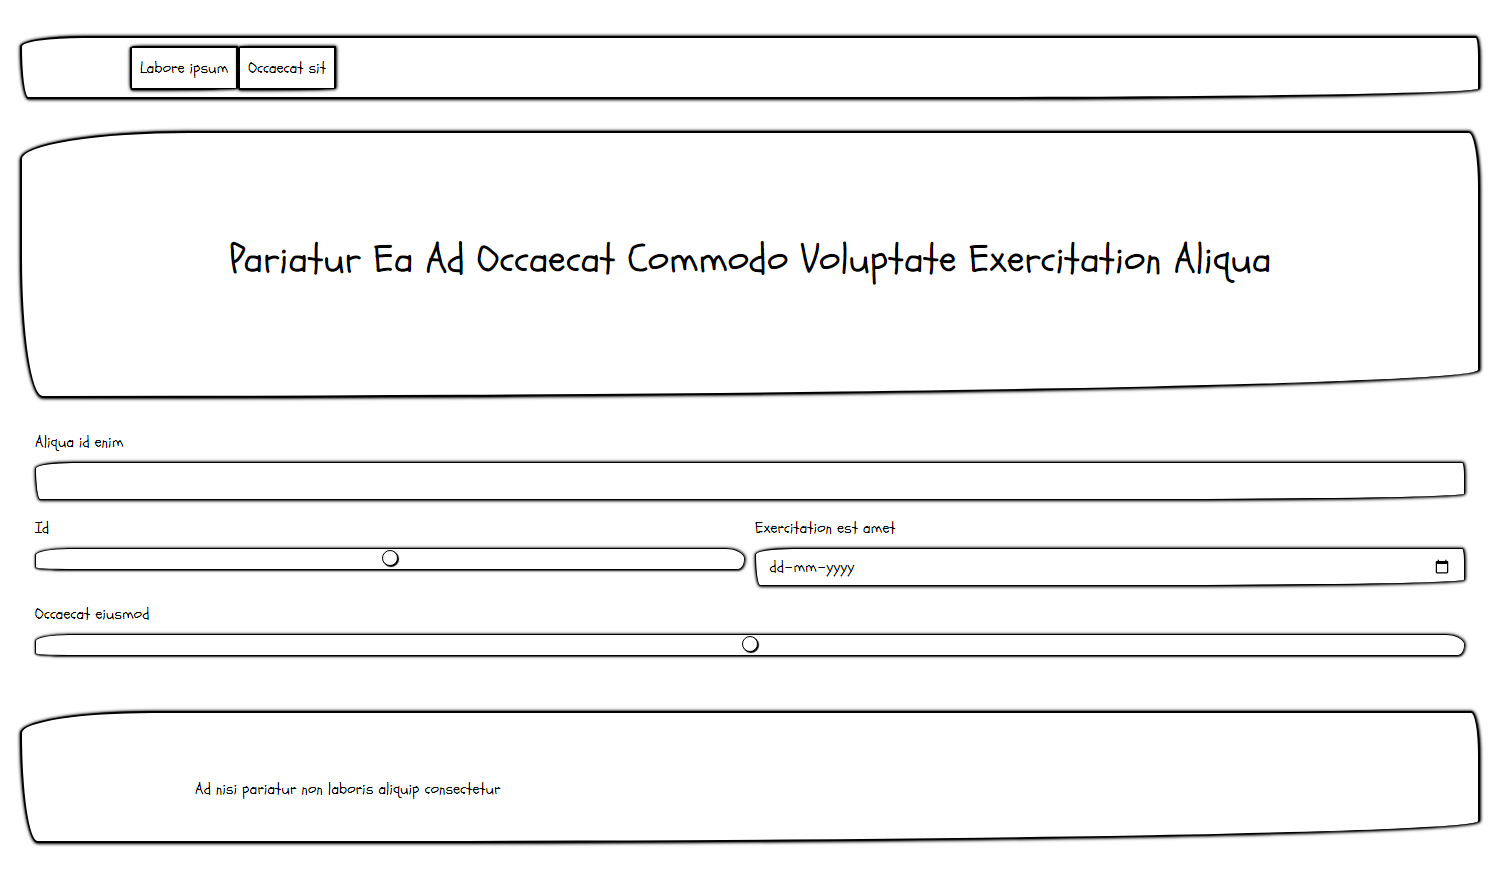 Labore ipsum Occaecat sit
Pariatur Ea Ad Occaecat Commodo Voluptate Exercitation Aliqua
Aliqua id enim
Id Exercitation est amet
dd-mm-yyyy
Occaecat eiusmod
Ad nisi pariatur non laboris aliquip consectetur